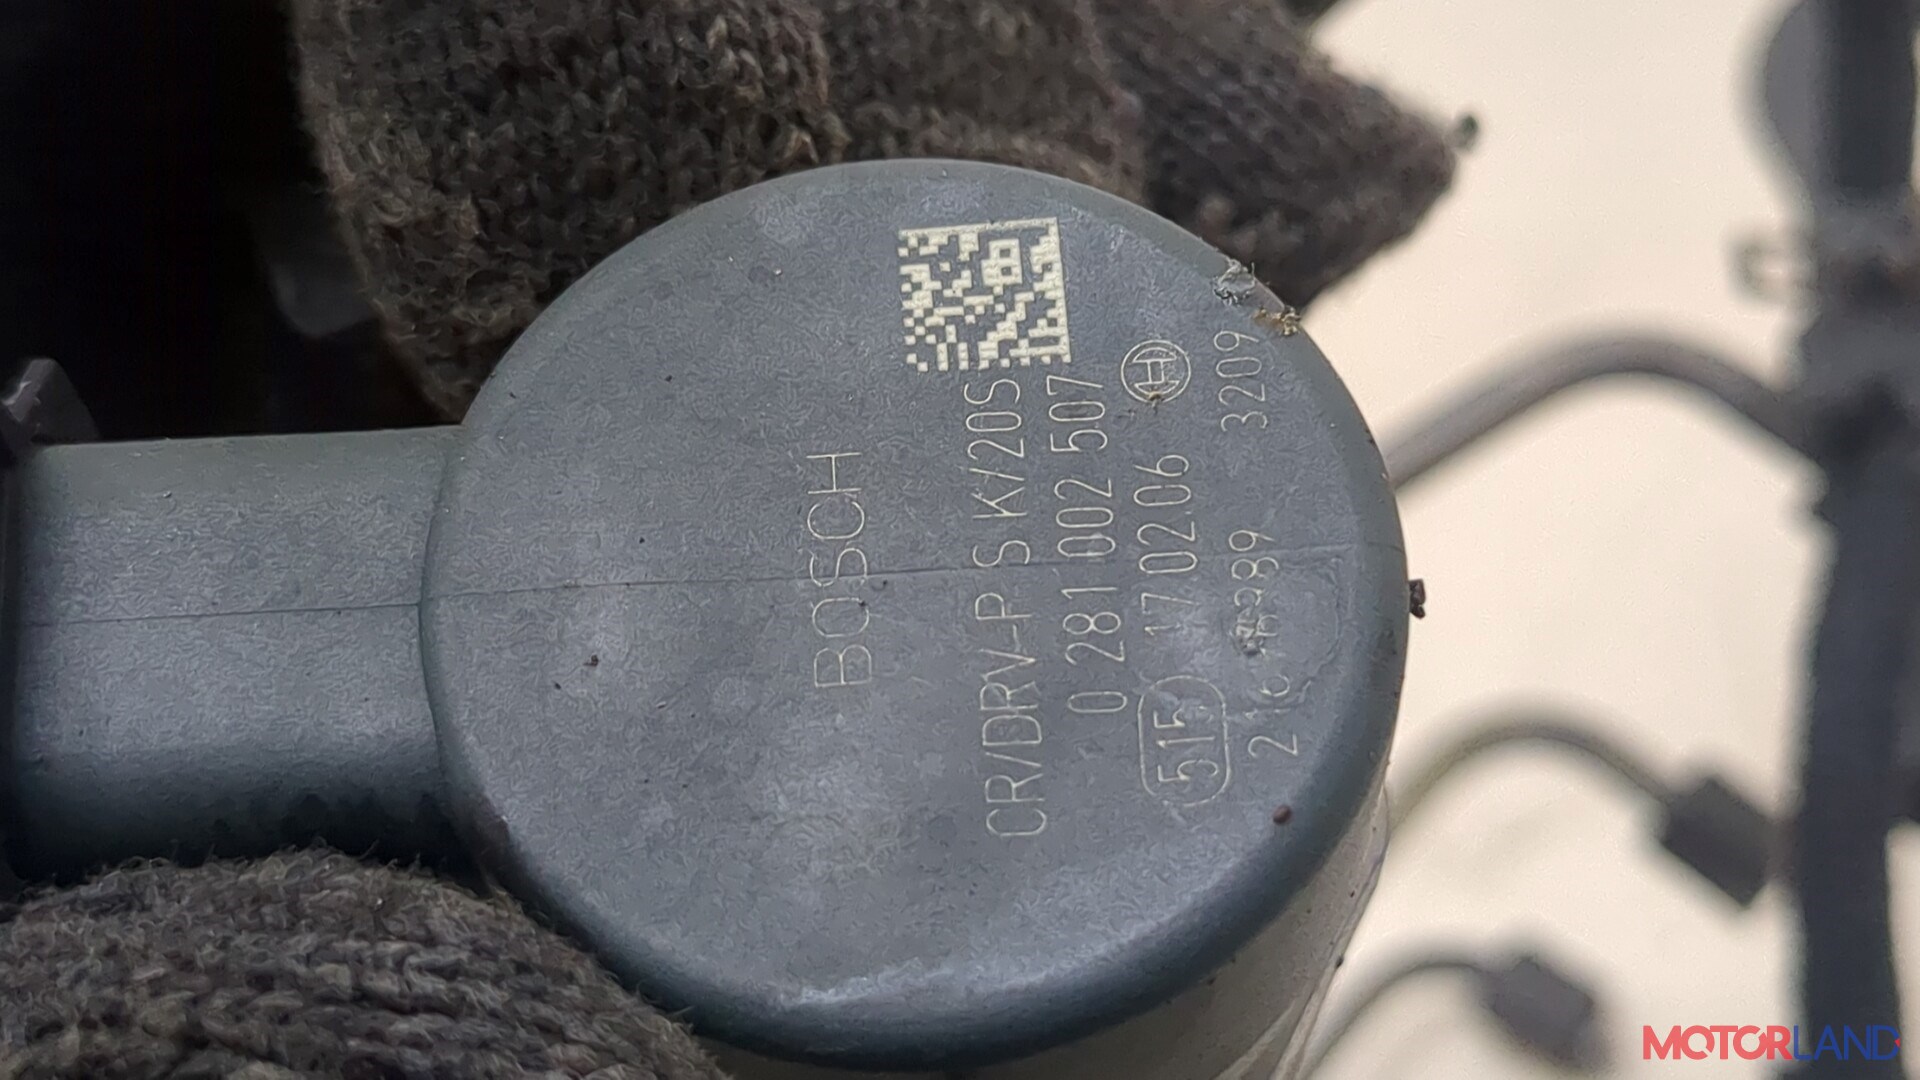 BOSCH
CR/DRV-P S K/20S
0 281 002 507
515 17 02.06
3209
MOTORLAND